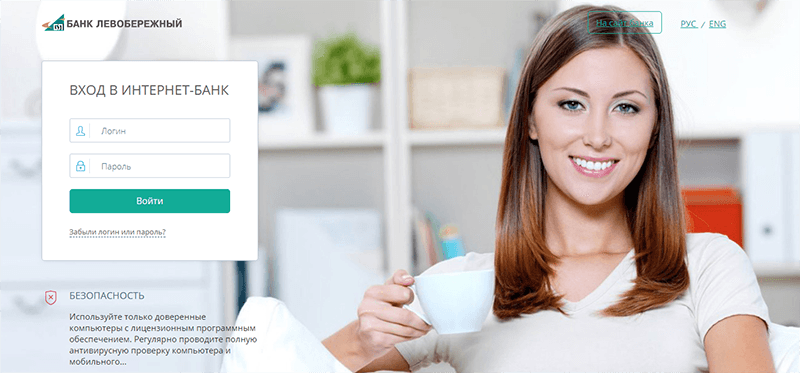 БАНК ЛЕВОБЕРЕЖНЫЙ
На сайт банка
РУС / ENG
ВХОД В ИНТЕРНЕТ-БАНК
Логин
Пароль
Войти
Забыли логин или пароль?
БЕЗОПАСНОСТЬ
Используйте только доверенные
компьютеры с лицензионным программным
обеспечением. Регулярно проводите полную
антивирусную проверку компьютера и
мобильного...